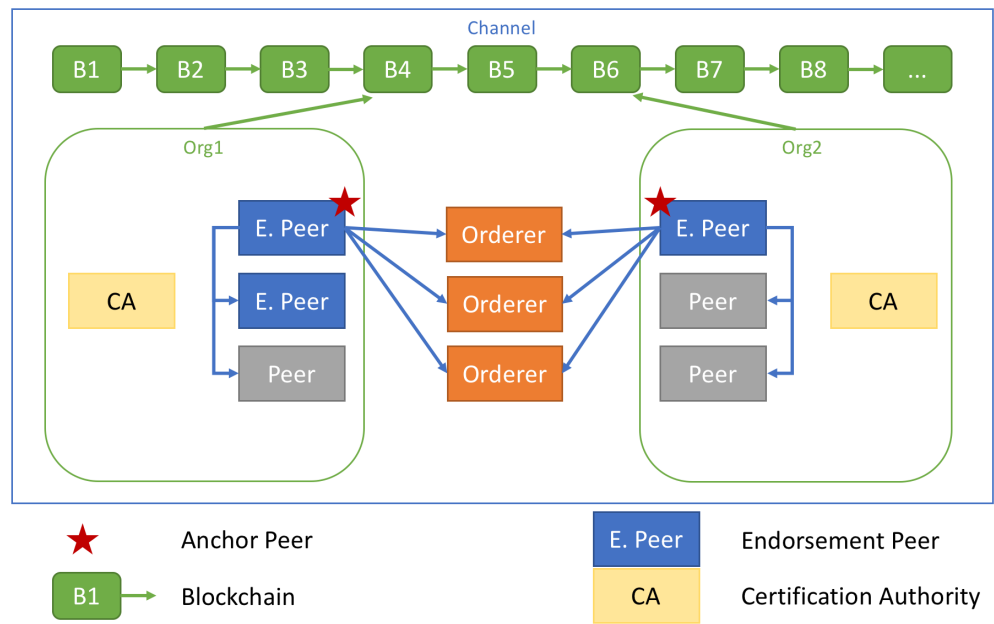 Channel
B1 B2 B3 B4 B5 B6 B7 B8 ...
Org1 Org2
E. Peer Orderer E. Peer
CA E. Peer Orderer Peer CA
Peer Orderer Peer
Anchor Peer E. Peer Endorsement Peer
B1 Blockchain CA Certification Authority